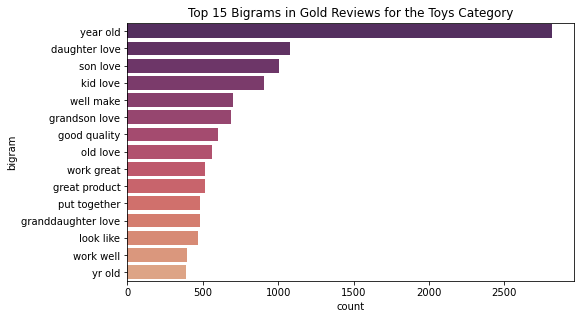 Top 15 Bigrams in Gold Reviews for the Toys Category
year old
daughter love
son love
kid love
well make
grandson love
good quality
old love
work great
great product
put together
granddaughter love
look like
work well
yr old
bigram
0 500 1000 1500 2000 2500
count